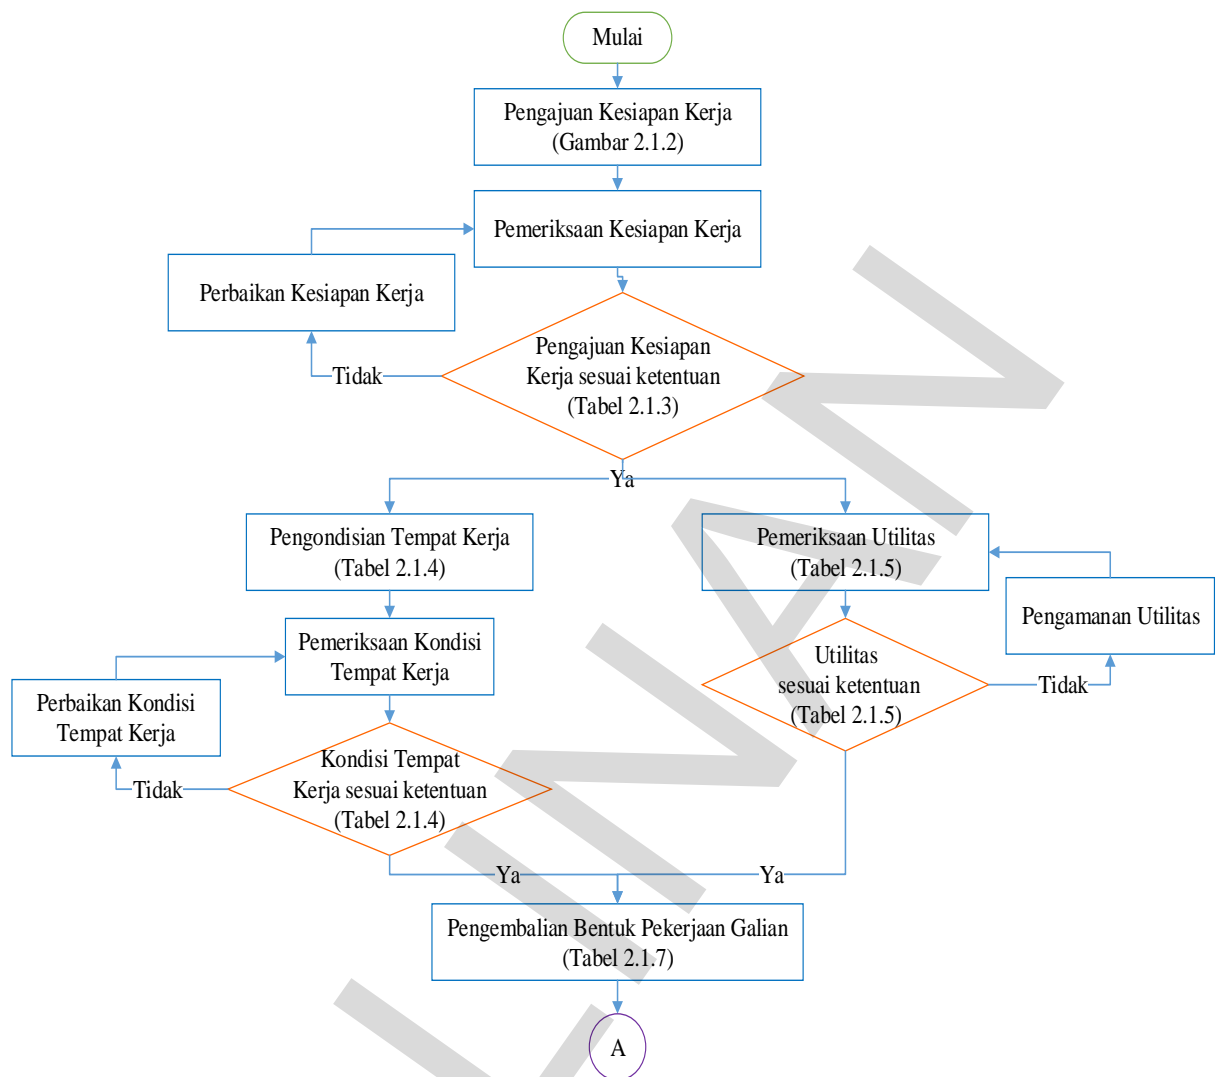 Mulai
Pengajuan Kesiapan Kerja
(Gambar 2.1.2)
Pemeriksaan Kesiapan Kerja
Perbaikan Kesiapan Kerja
Pengajuan Kesiapan
Kerja sesuai ketentuan
(Tabel 2.1.3)
Tidak
Ya
Pengondisian Tempat Kerja
(Tabel 2.1.4)
Pemeriksaan Utilitas
(Tabel 2.1.5)
Pengamanan Utilitas
Pemeriksaan Kondisi
Tempat Kerja
Utilitas
sesuai ketentuan
(Tabel 2.1.5)
Tidak
Perbaikan Kondisi
Tempat Kerja
Kondisi Tempat
Kerja sesuai ketentuan
(Tabel 2.1.4)
Tidak
Ya
Ya
Pengembalian Bentuk Pekerjaan Galian
(Tabel 2.1.7)
A
LINAN